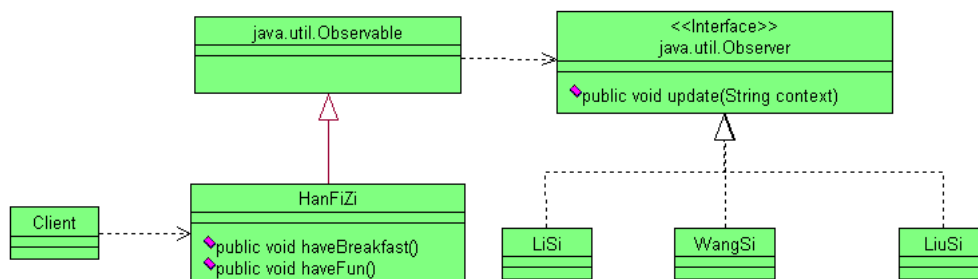 java.util.Observable
<<Interface>>
java.util.Observer
public void update(String context)
HanFiZi
public void haveBreakfast()
public void haveFun()
Client
LiSi
WangSi
LiuSi